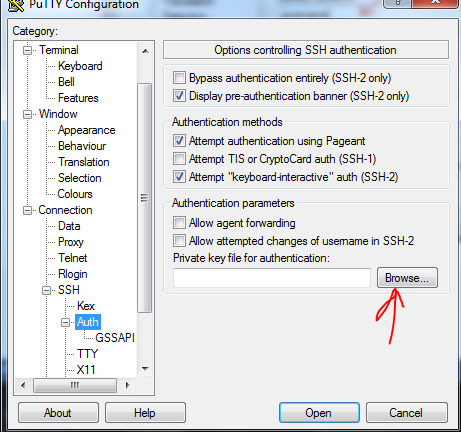 PuTTY Configuration
Category:
Terminal
Keyboard
Bell
Features
Window
Appearance
Behaviour
Translation
Selection
Colours
Connection
Data
Proxy
Telnet
Rlogin
SSH
Kex
Auth
GSSAPI
TTY
X11
Options controlling SSH authentication
Bypass authentication entirely (SSH-2 only)
Display pre-authentication banner (SSH-2 only)
Authentication methods
Attempt authentication using Pageant
Attempt TIS or CryptoCard auth (SSH-1)
Attempt "keyboard-interactive" auth (SSH-2)
Authentication parameters
Allow agent forwarding
Allow attempted changes of username in SSH-2
Private key file for authentication:
Browse...
About
Help
Open
Cancel